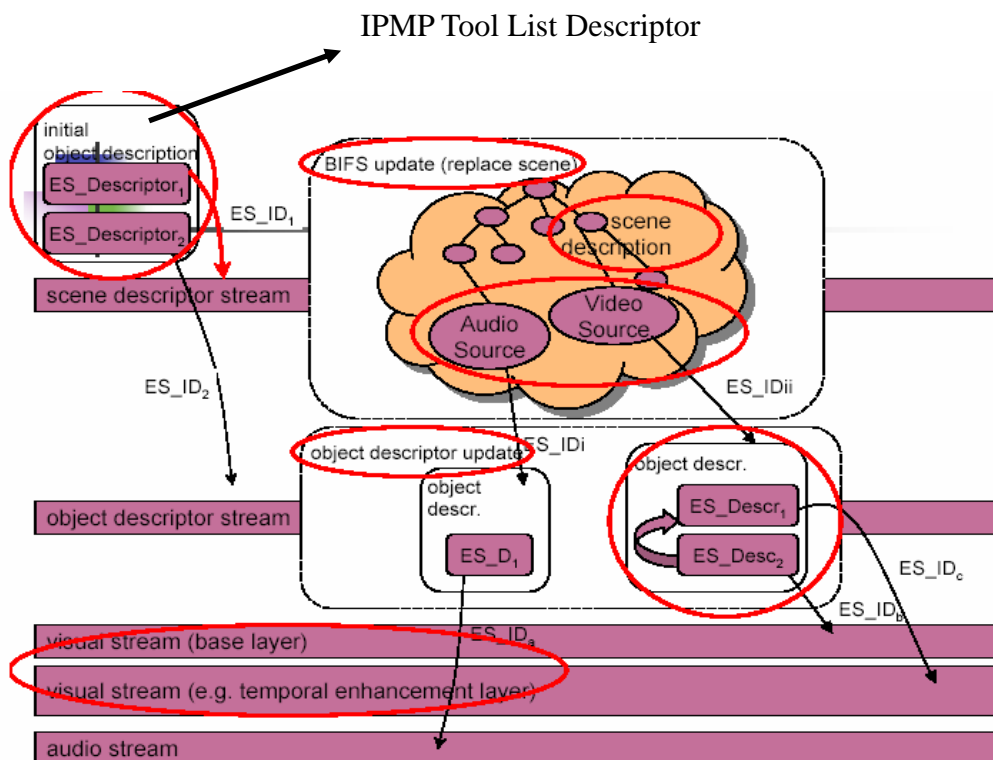 IPMP Tool List Descriptor
initial
object description
ES_Descriptor1
ES_Descriptor2
ES_ID1
BIFS update (replace scene)
scene
description
scene descriptor stream
Audio
Source
Video
Source
ES_ID2
ES_IDii
object descriptor update
ES_IDi
object
descr.
object descr.
object descriptor stream
ES_D1
ES_Descr1
ES_Desc2
ES_IDc
ES_IDb
ES_IDa
visual stream (base layer)
visual stream (e.g. temporal enhancement layer)
audio stream